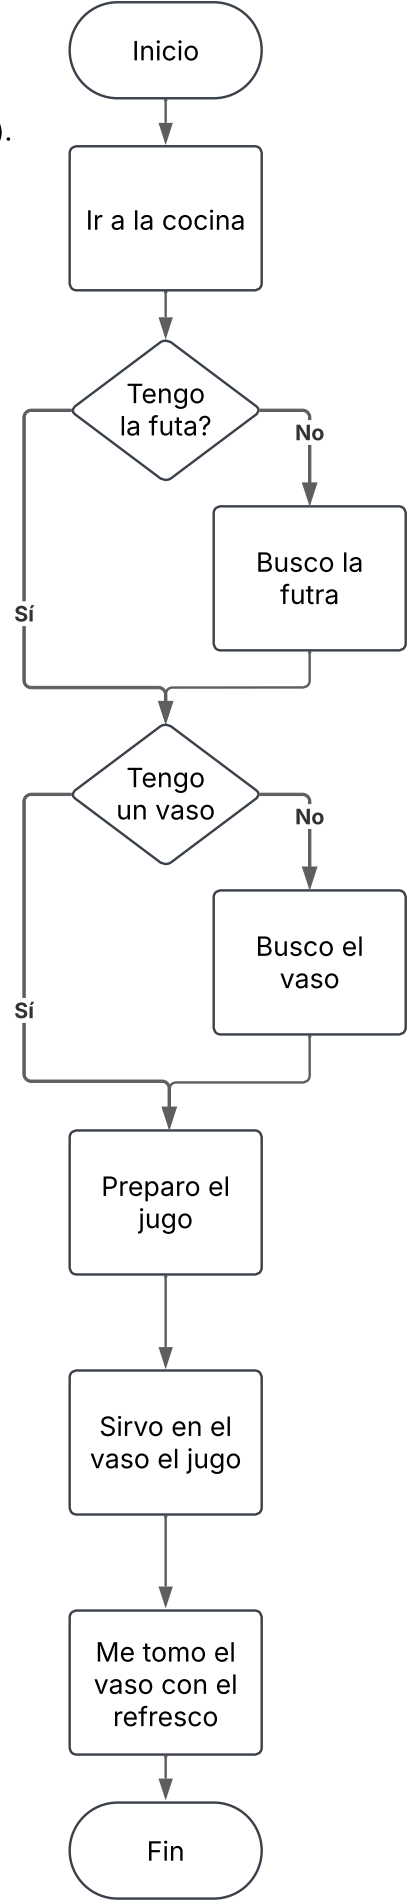 Inicio
).
Ir a la cocina
Tengo
la futa?
No
Busco la
futra
Sí
Tengo
un vaso
No
Busco el
vaso
Sí
Preparo el
jugo
Sirvo en el
vaso el jugo
Me tomo el
vaso con el
refresco
Fin